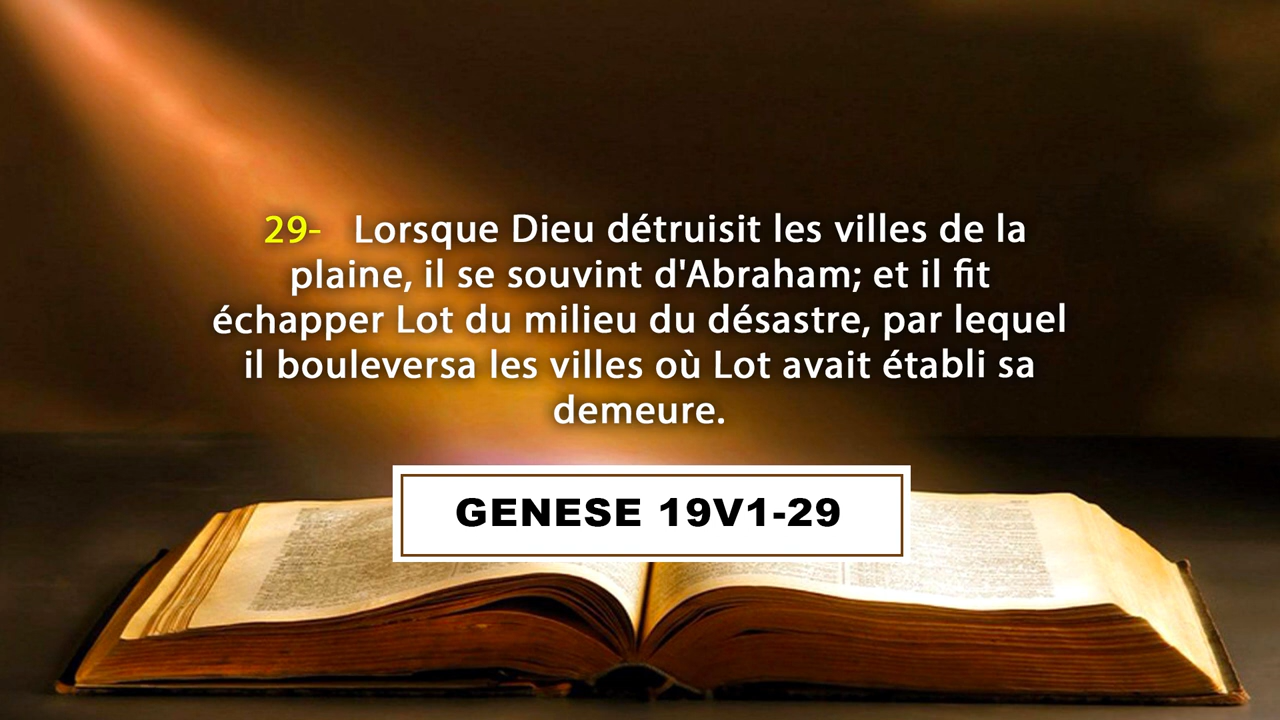 29- Lorsque Dieu détruisit les villes de la
plaine, il se souvint d'Abraham; et il fit
échapper Lot du milieu du désastre, par lequel
il bouleversa les villes où Lot avait établi sa
demeure.
GENESE 19V1-29